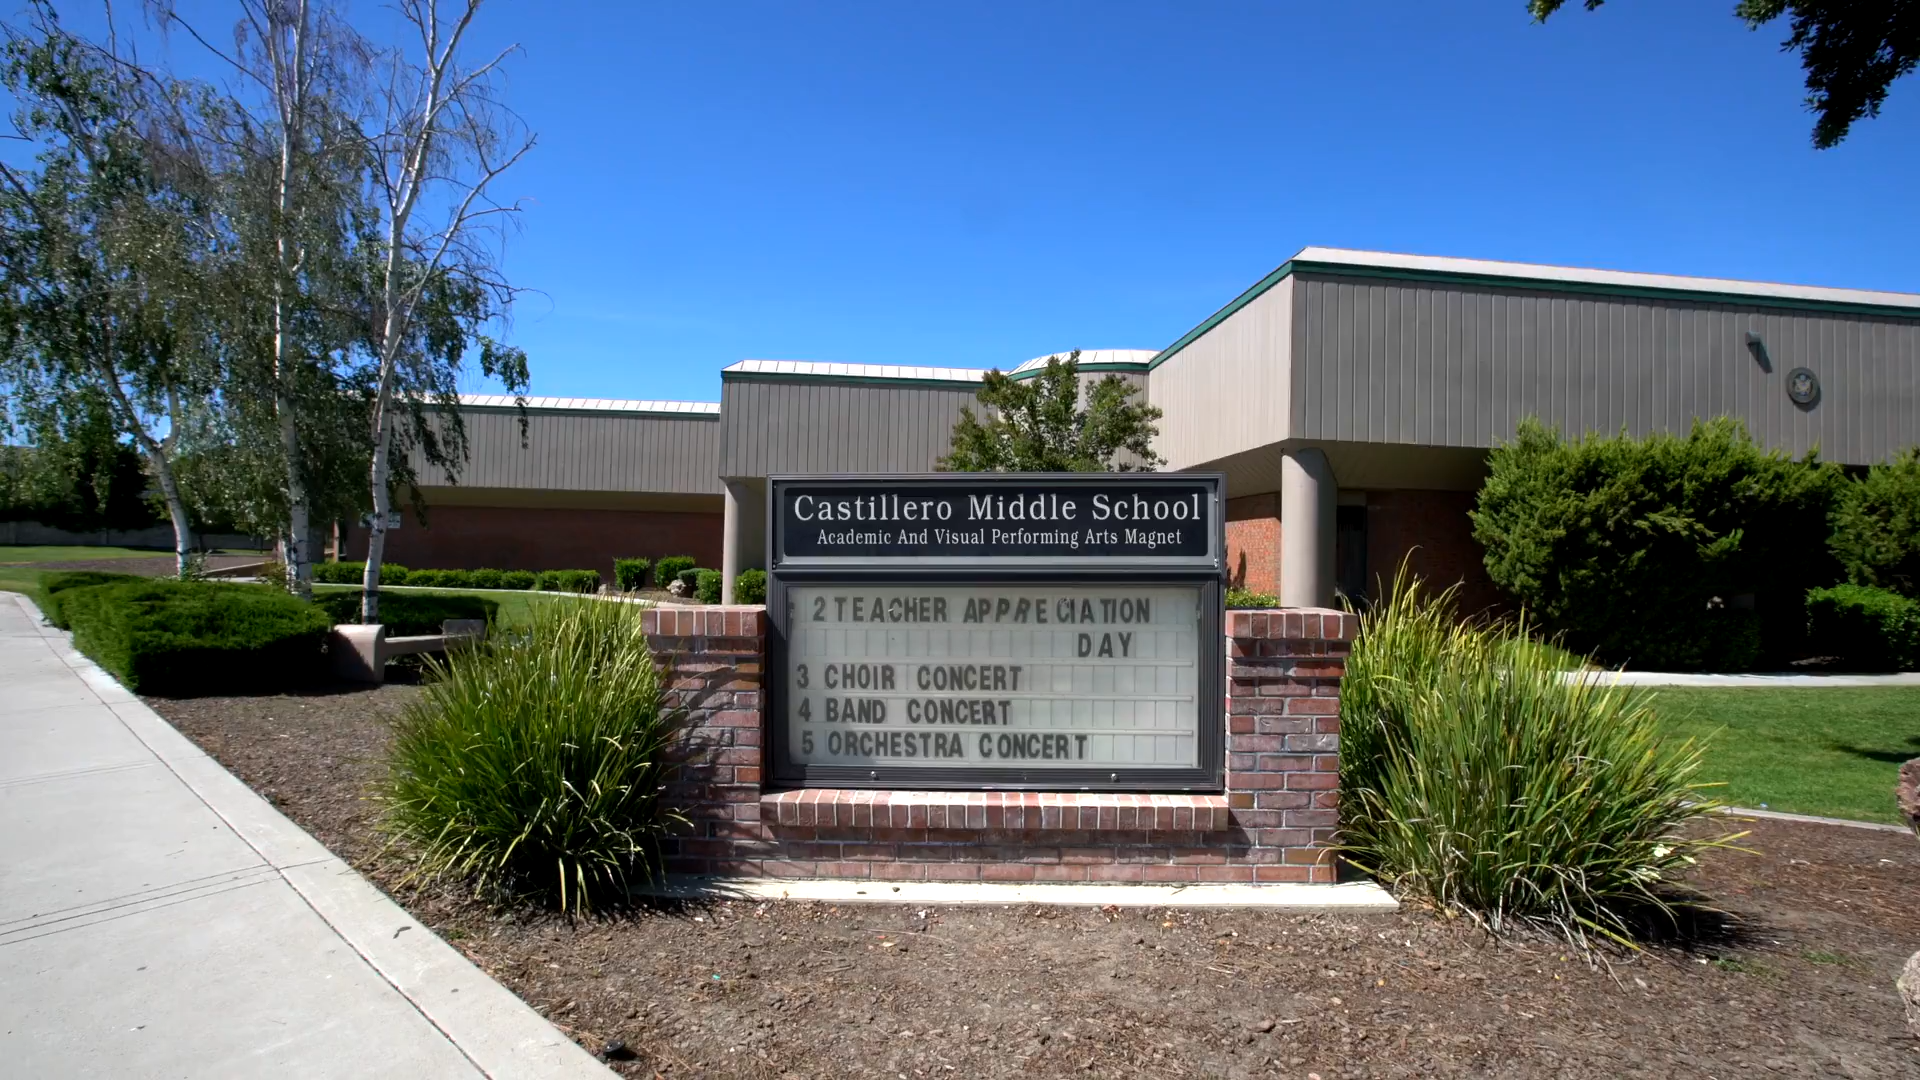 Castillero Middle School
Academic And Visual Performing Arts Magnet
2 TEACHER APPRECIATION
DAY
3 CHOIR CONCERT
4 BAND CONCERT
5 ORCHESTRA CONCERT